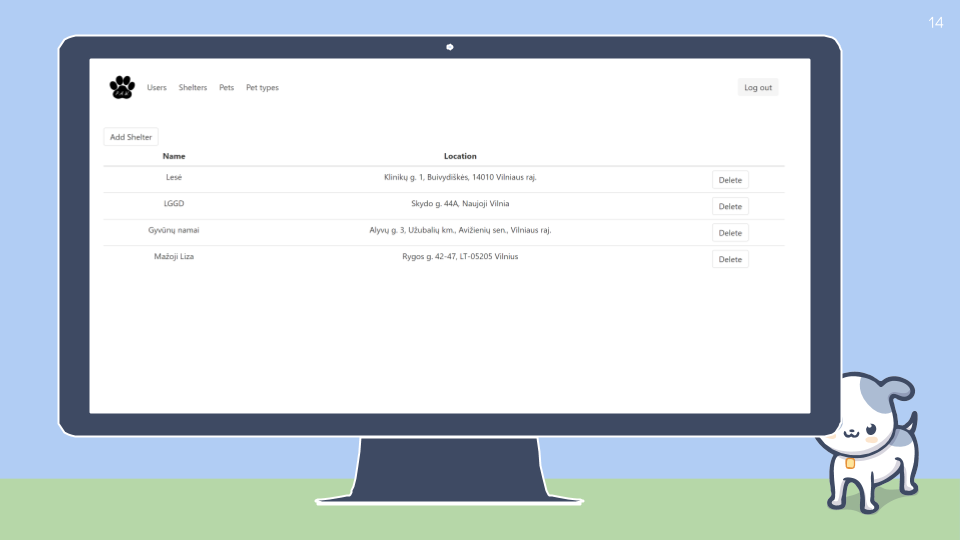 14
Users Shelters Pets Pet types Log out
Add Shelter
Name Location
Lesė Klinikų g. 1, Buivydiškės, 14010 Vilniaus raj. Delete
LGGD Skydo g. 44A, Naujoji Vilnia Delete
Gyvūnų namai Alyvų g. 3, Užubalių km., Avižienių sen., Vilniaus raj. Delete
Mažoji Liza Rygos g. 42-47, LT-05205 Vilnius Delete